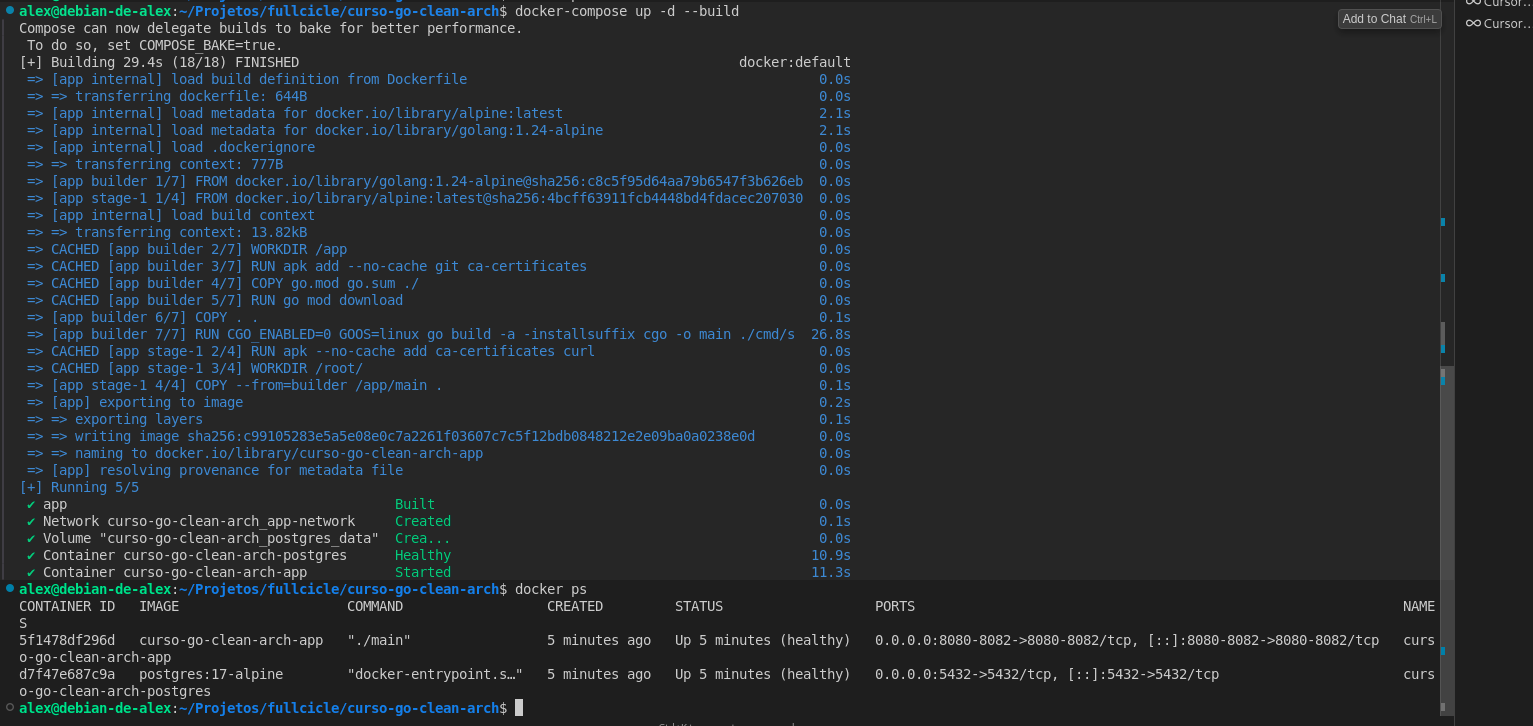 alex@debian-de-alex:~/Projetos/fullcicle/curso-go-clean-arch$ docker-compose up -d --build
Compose can now delegate builds to bake for better performance.
 To do so, set COMPOSE_BAKE=true.
[+] Building 29.4s (18/18) FINISHED docker:default
 => [app internal] load build definition from Dockerfile 0.0s
 => => transferring dockerfile: 644B 0.0s
 => [app internal] load metadata for docker.io/library/alpine:latest 2.1s
 => [app internal] load metadata for docker.io/library/golang:1.24-alpine 2.1s
 => [app internal] load .dockerignore 0.0s
 => => transferring context: 777B 0.0s
 => [app builder 1/7] FROM docker.io/library/golang:1.24-alpine@sha256:c8c5f95d64aa79b6547f3b626eb 0.0s
 => [app stage-1 1/4] FROM docker.io/library/alpine:latest@sha256:4bcff63911fcb4448bd4fdacec207030 0.0s
 => [app internal] load build context 0.0s
 => => transferring context: 13.82kB 0.0s
 => CACHED [app builder 2/7] WORKDIR /app 0.0s
 => CACHED [app builder 3/7] RUN apk add --no-cache git ca-certificates 0.0s
 => CACHED [app builder 4/7] COPY go.mod go.sum ./ 0.0s
 => CACHED [app builder 5/7] RUN go mod download 0.0s
 => [app builder 6/7] COPY . . 0.1s
 => [app builder 7/7] RUN CGO_ENABLED=0 GOOS=linux go build -a -installsuffix cgo -o main ./cmd/s 26.8s
 => CACHED [app stage-1 2/4] RUN apk --no-cache add ca-certificates curl 0.0s
 => CACHED [app stage-1 3/4] WORKDIR /root/ 0.0s
 => [app stage-1 4/4] COPY --from=builder /app/main . 0.1s
 => [app] exporting to image 0.2s
 => => exporting layers 0.1s
 => => writing image sha256:c99105283e5a5e08e0c7a2261f03607c7c5f12bdb0848212e2e09ba0a0238e0d 0.0s
 => => naming to docker.io/library/curso-go-clean-arch-app 0.0s
 => [app] resolving provenance for metadata file 0.0s
[+] Running 5/5
 ✔ app Built 0.0s
 ✔ Network curso-go-clean-arch_app-network Created 0.1s
 ✔ Volume "curso-go-clean-arch_postgres_data" Crea... 0.0s
 ✔ Container curso-go-clean-arch-postgres Healthy 10.9s
 ✔ Container curso-go-clean-arch-app Started 11.3s
alex@debian-de-alex:~/Projetos/fullcicle/curso-go-clean-arch$ docker ps
CONTAINER ID IMAGE COMMAND CREATED STATUS PORTS NAME
S
5f1478df296d curso-go-clean-arch-app "./main" 5 minutes ago Up 5 minutes (healthy) 0.0.0.0:8080-8082->8080-8082/tcp, [::]:8080-8082->8080-8082/tcp curs
o-go-clean-arch-app
d7f47e687c9a postgres:17-alpine "docker-entrypoint.s…" 5 minutes ago Up 5 minutes (healthy) 0.0.0.0:5432->5432/tcp, [::]:5432->5432/tcp curs
o-go-clean-arch-postgres
alex@debian-de-alex:~/Projetos/fullcicle/curso-go-clean-arch$
Add to Chat Ctrl+L
Cursor...
Cursor...